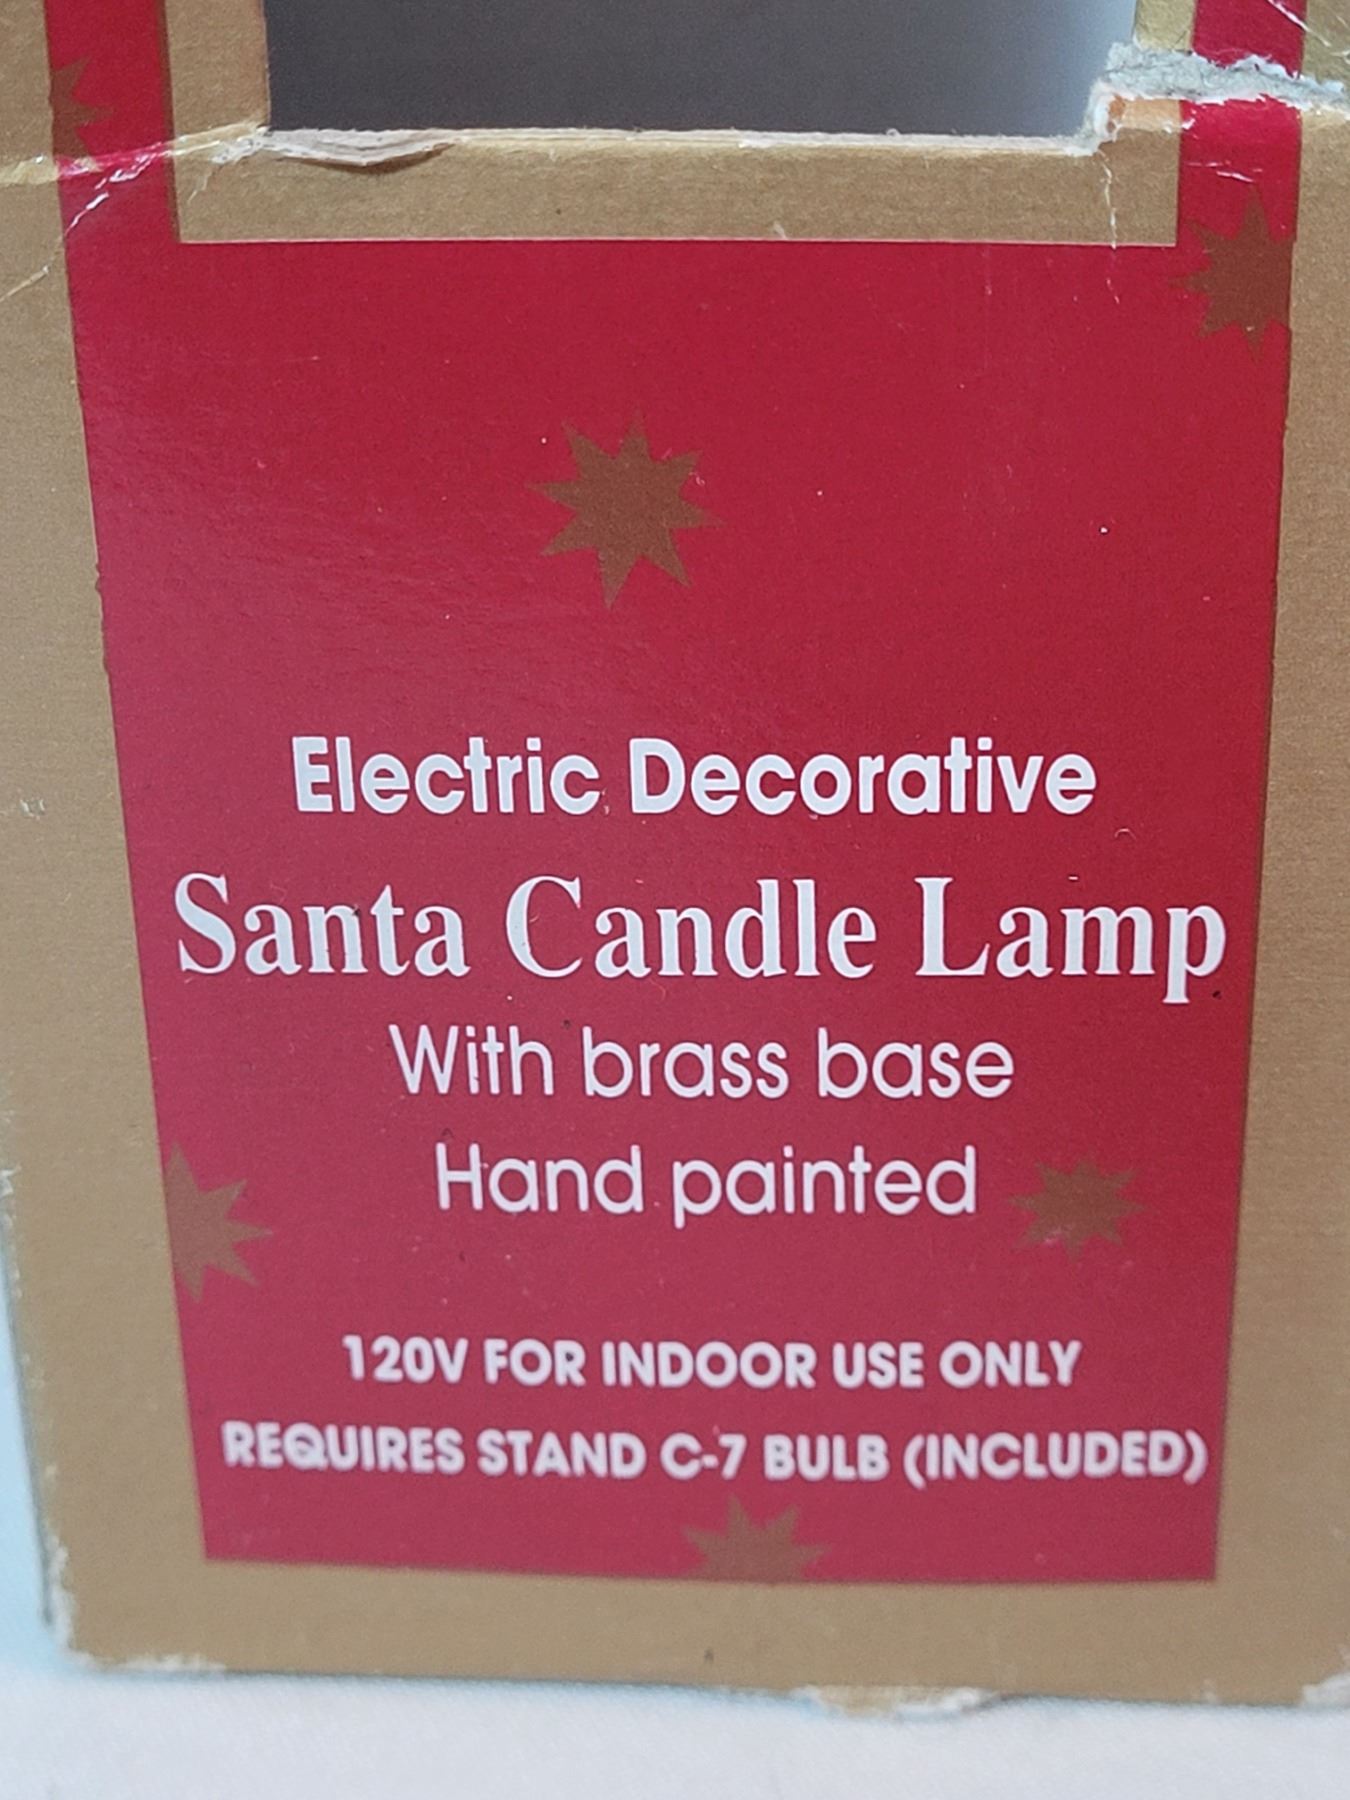 Electric Decorative
Santa Candle Lamp
With brass base
Hand painted
120V FOR INDOOR USE ONLY
REQUIRES STAND C-7 BULB (INCLUDED)